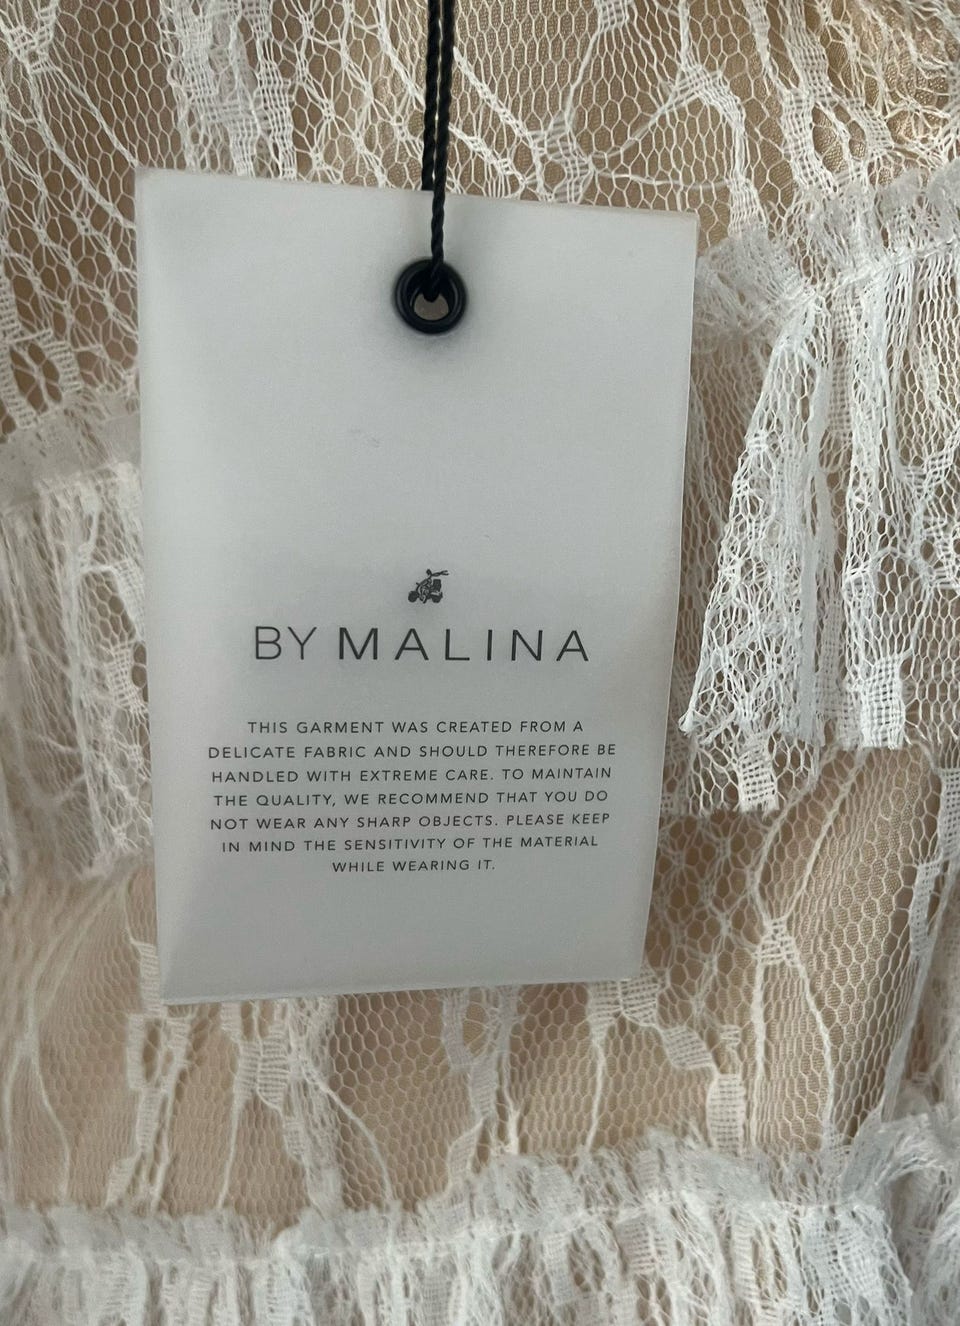 BY MALINA
THIS GARMENT WAS CREATED FROM A
DELICATE FABRIC AND SHOULD THEREFORE BE
HANDLED WITH EXTREME CARE. TO MAINTAIN
THE QUALITY, WE RECOMMEND THAT YOU DO
NOT WEAR ANY SHARP OBJECTS. PLEASE KEEP
IN MIND THE SENSITIVITY OF THE MATERIAL
WHILE WEARING IT.